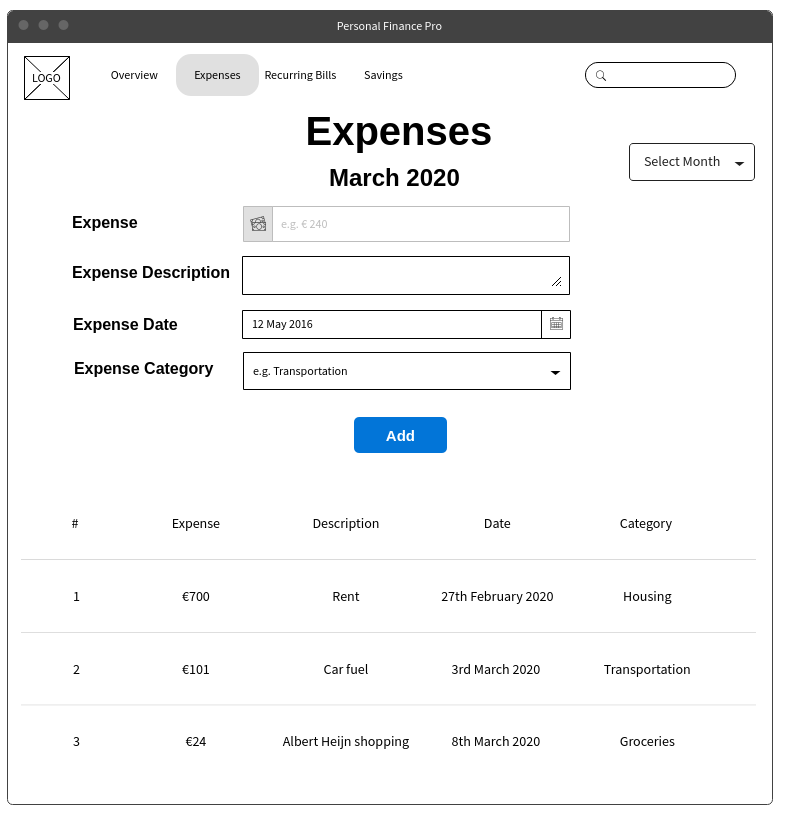 Personal Finance Pro
LOGO
Overview Expenses Recurring Bills Savings
Expenses
Select Month
March 2020
Expense e.g. € 240
Expense Description
Expense Date 12 May 2016
Expense Category e.g. Transportation
Add
# Expense Description Date Category
1 €700 Rent 27th February 2020 Housing
2 €101 Car fuel 3rd March 2020 Transportation
3 €24 Albert Heijn shopping 8th March 2020 Groceries